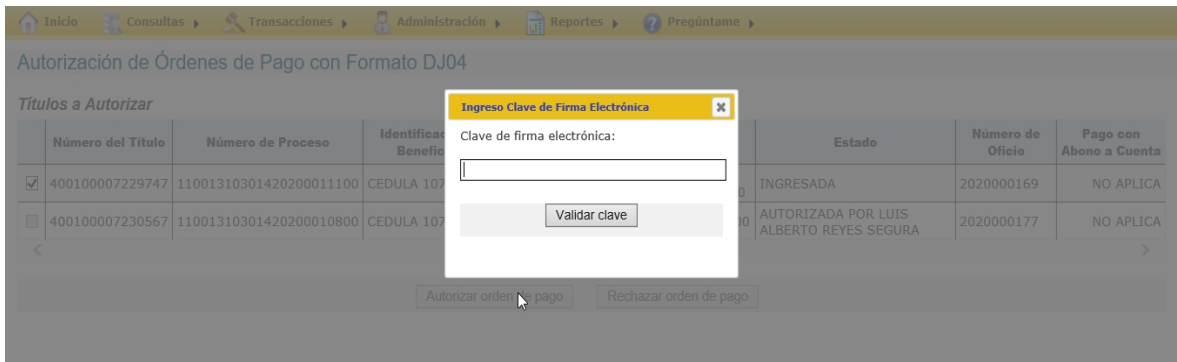 Inicio Consultas Transacciones Administración Reportes Pregúntame
Autorización de Órdenes de Pago con Formato DJ04
Títulos a Autorizar
Ingreso Clave de Firma Electrónica
Clave de firma electrónica:
Validar clave
Número del Título Número de Proceso Estado Número de Oficio Pago con Abono a Cuenta
400100007229747 11001310301420200011100 CEDULA 107 INGRESADA 2020000169 NO APLICA
400100007230567 11001310301420200010800 CEDULA 107 AUTORIZADA POR LUIS ALBERTO REYES SEGURA 2020000177 NO APLICA
Autorizar orden de pago Rechazar orden de pago